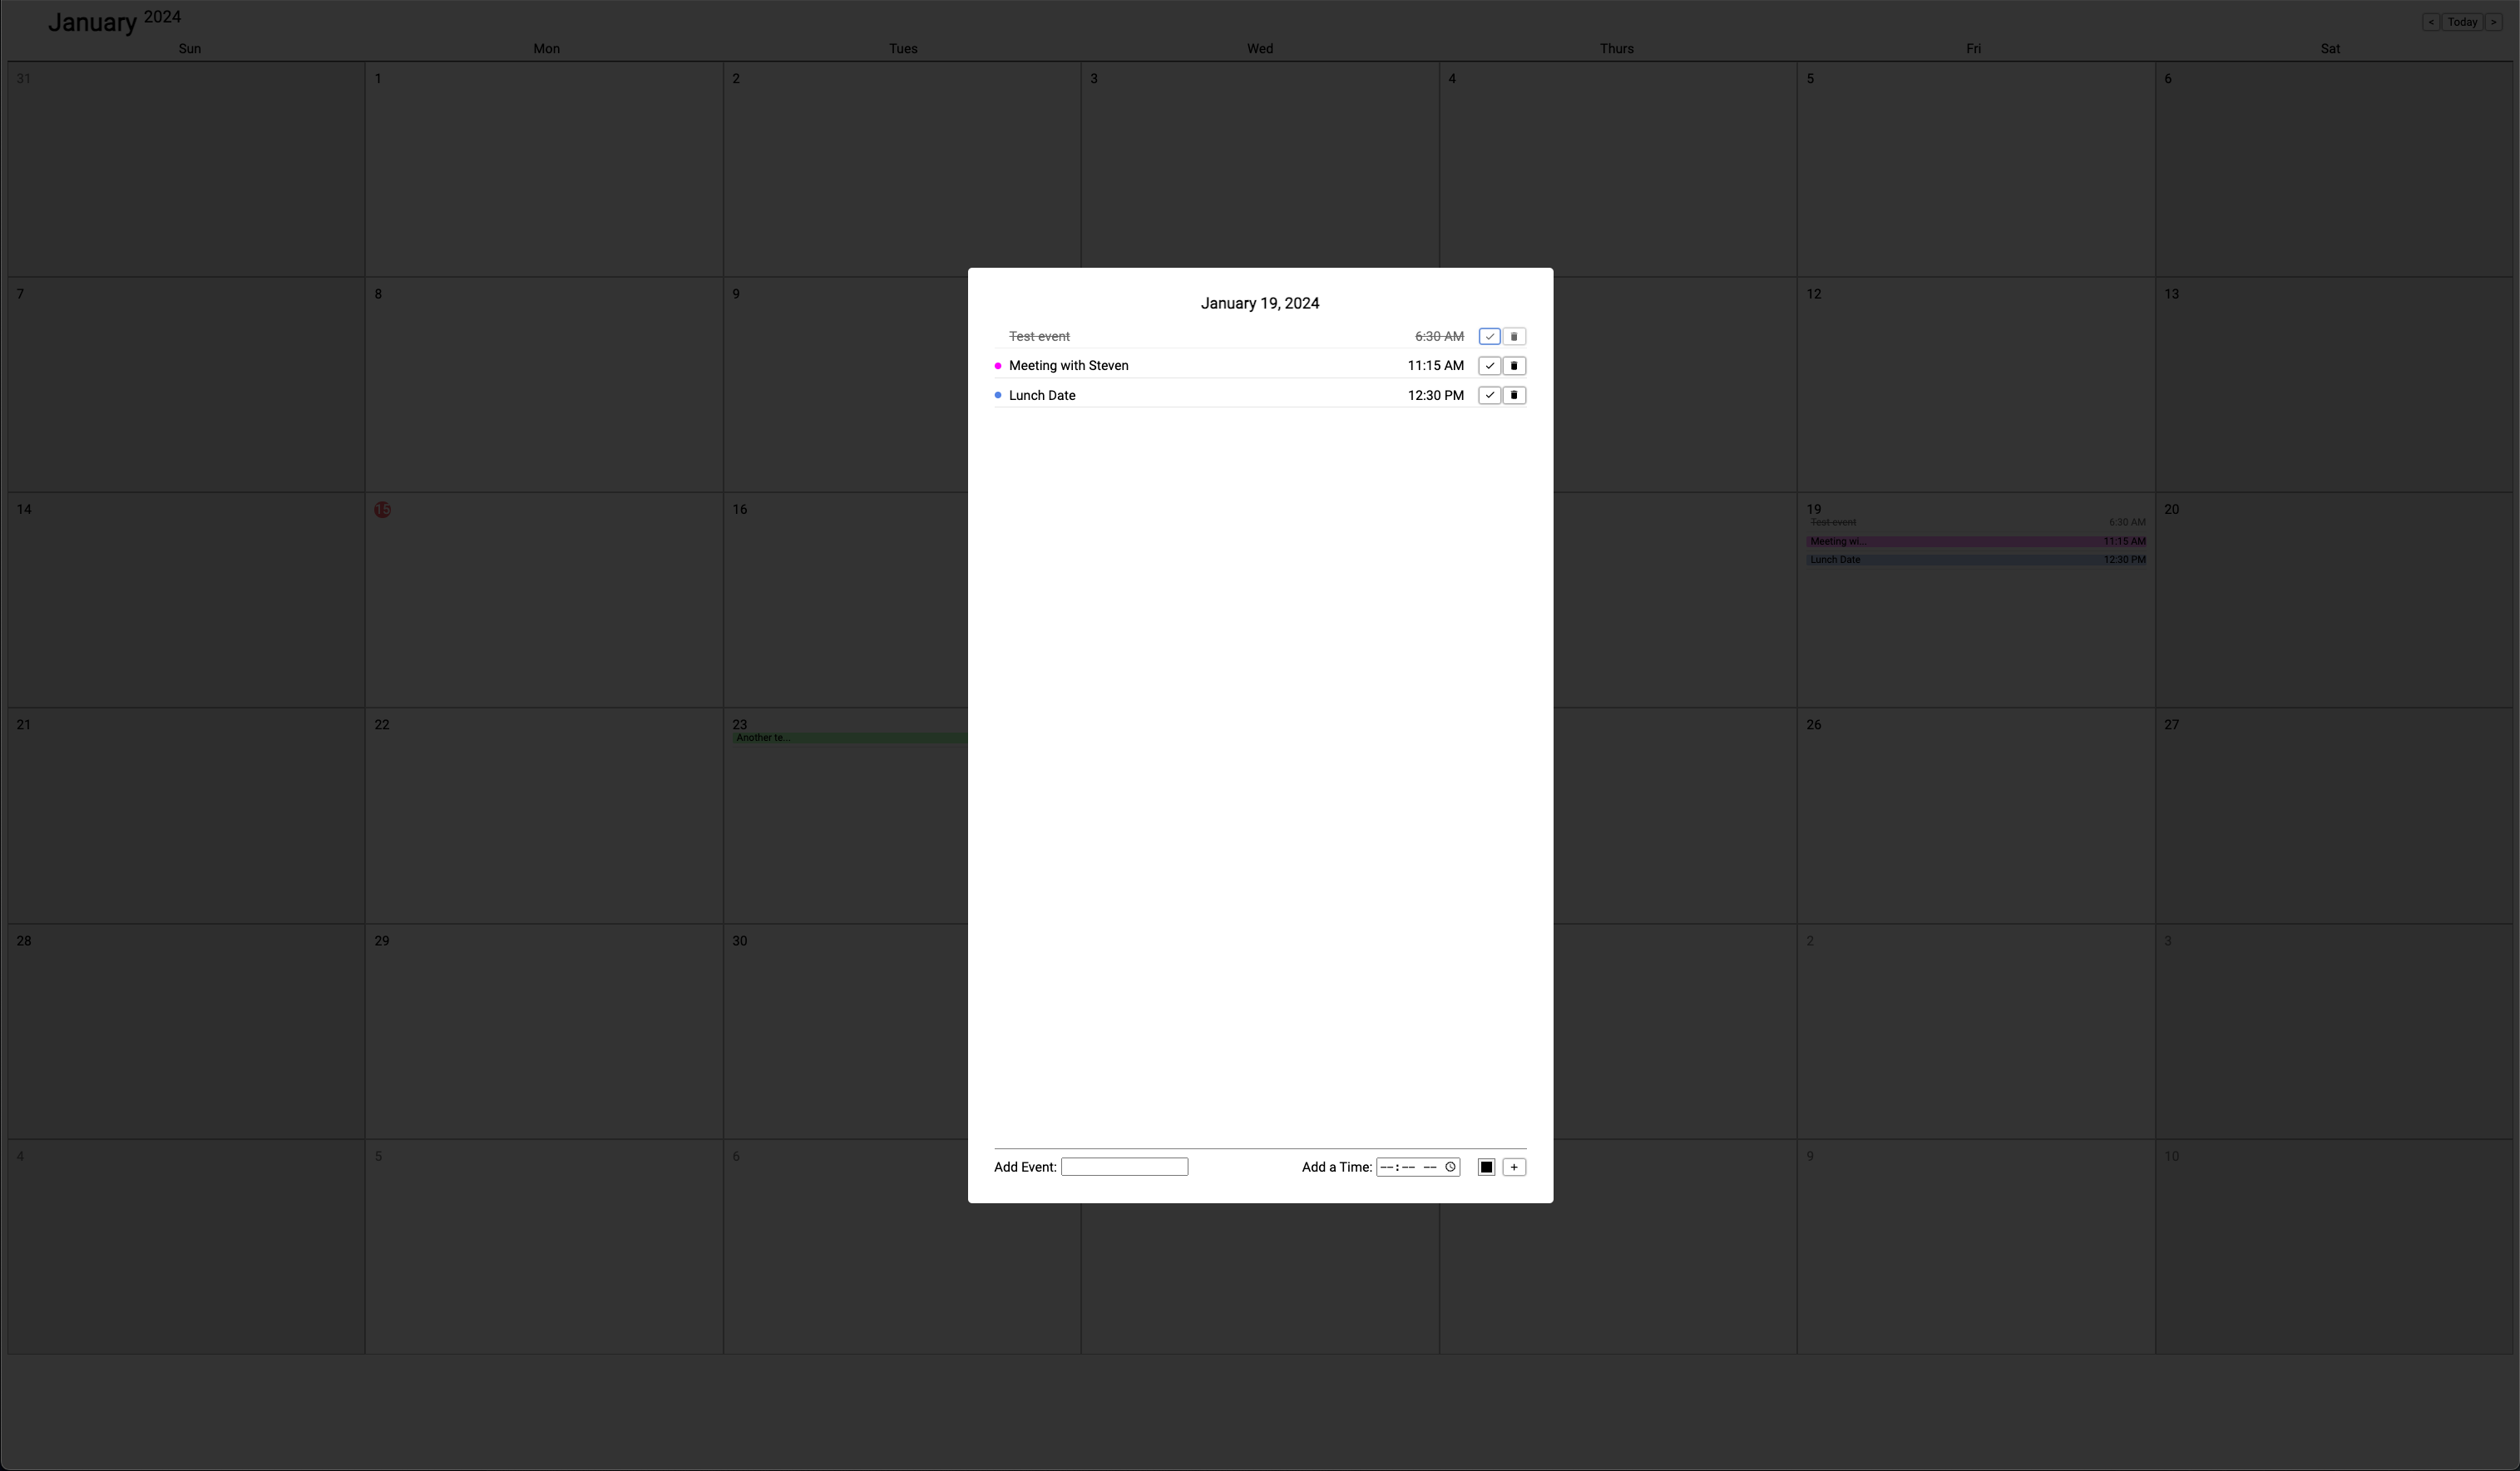 January 2024
< Today >
Sun Mon Tues Wed Thurs Fri Sat
31 1 2 3 4 5 6
7 8 9 12 13
14 15 16 19 20
Test event 6:30 AM
Meeting wi... 11:15 AM
Lunch Date 12:30 PM
21 22 23 26 27
Another te...
28 29 30 2 3
4 5 6 9 10
January 19, 2024
Test event 6:30 AM
Meeting with Steven 11:15 AM
Lunch Date 12:30 PM
Add Event: Add a Time: --:-- -- +